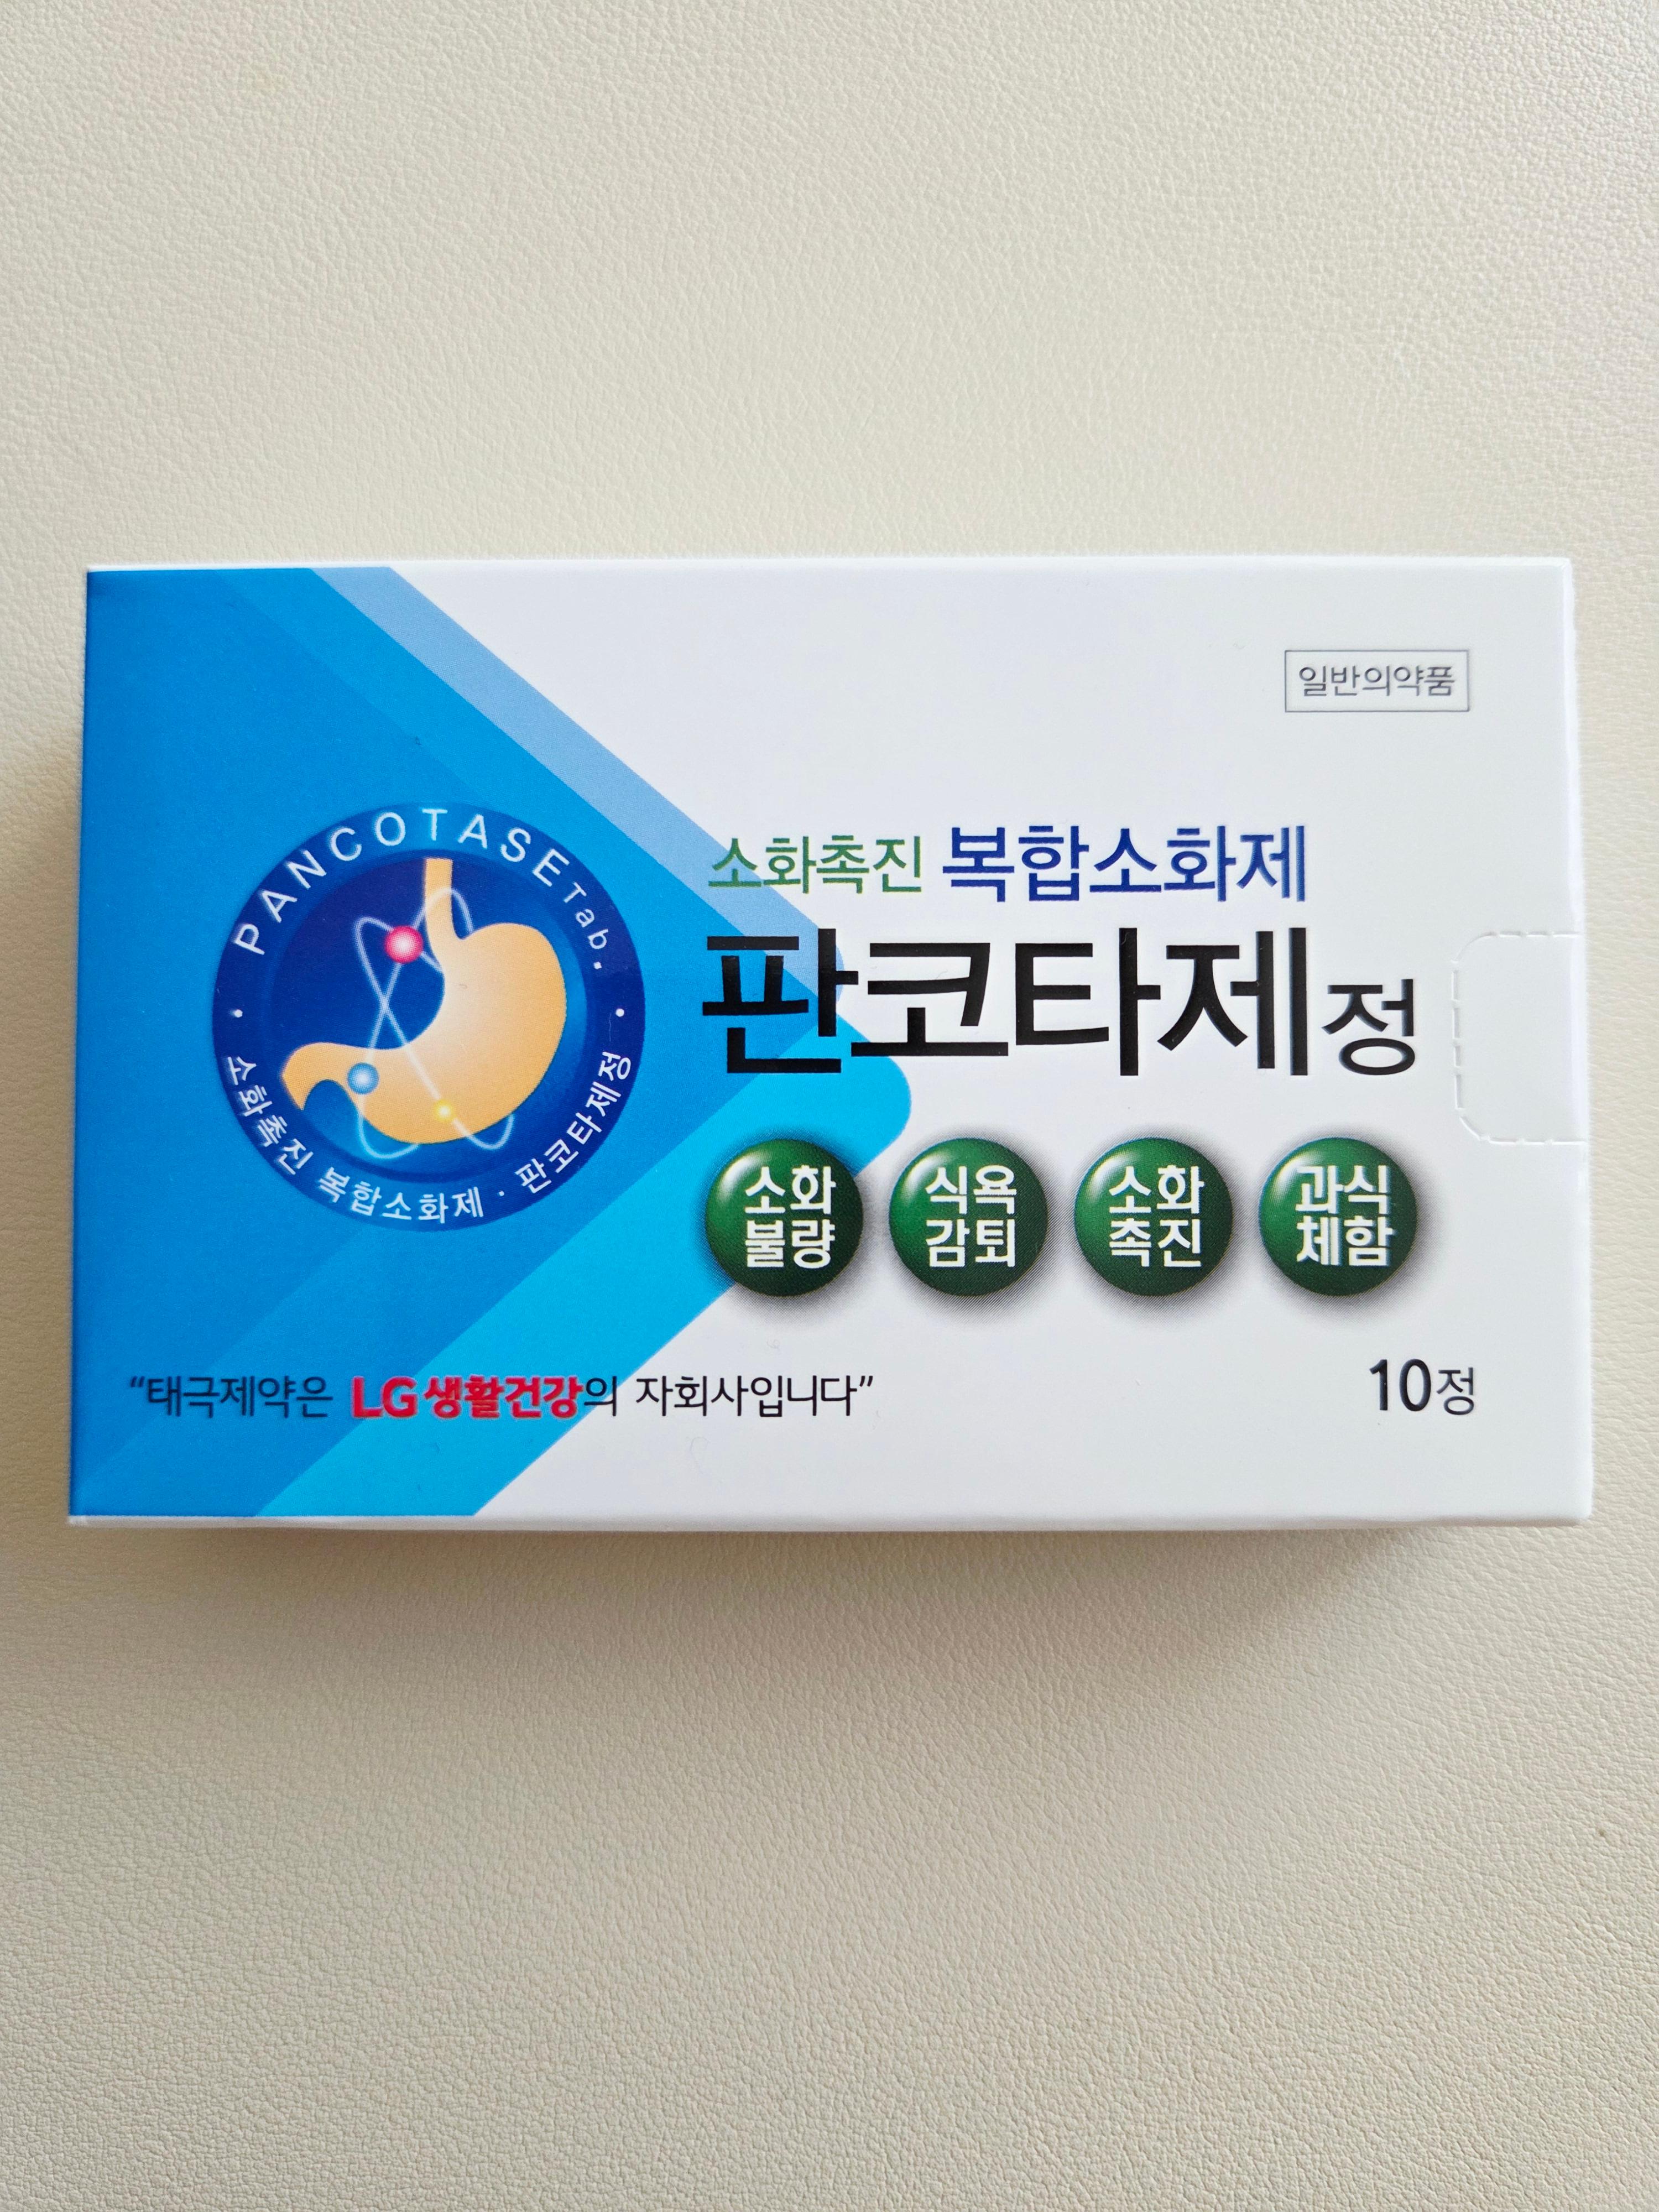 일반의약품
PANCOTASE Tab.
소화촉진 복합소화제 · 판코타제정
소화촉진 복합소화제
판코타제정
소화
불량
식욕
감퇴
소화
촉진
과식
체함
“태극제약은 LG생활건강의 자회사입니다”
10정